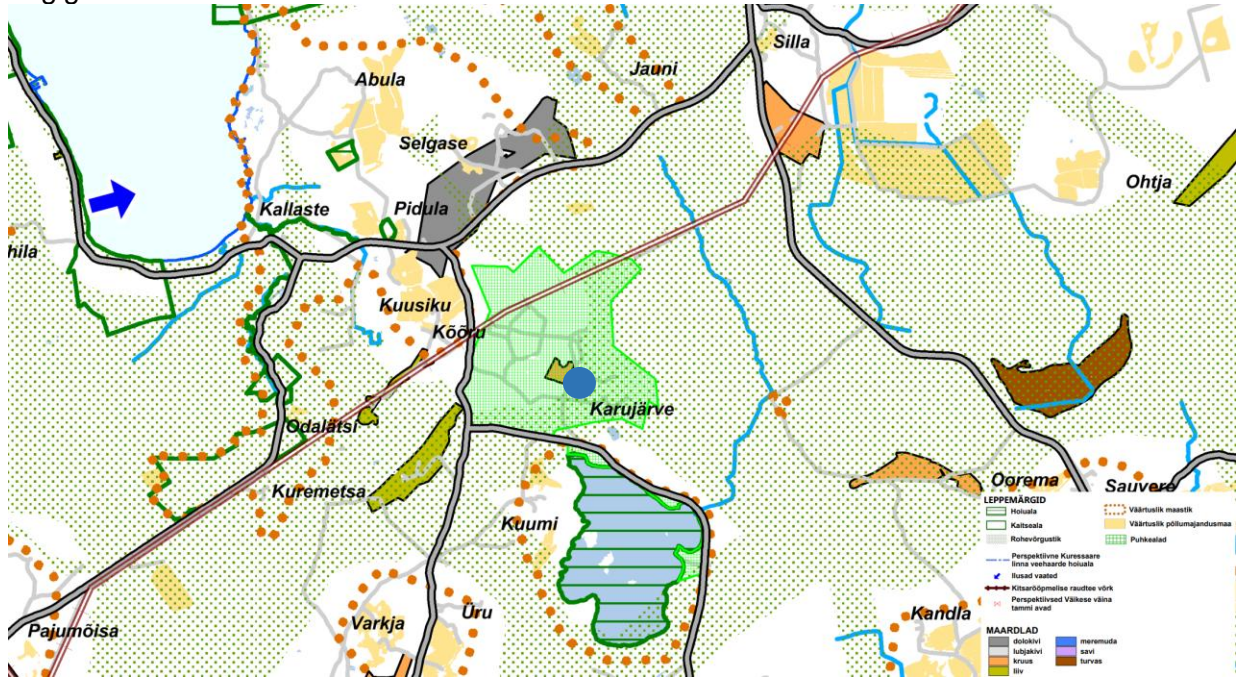 Silla
Jauni
Abula
Selgase
Ohtja
Kallaste
Pidula
hila
Kuusiku
Kõõru
Karujärve
Odalätsi
Kuremetsa
Oorema
Sauvere
Kuumi
Üru
Varkja
Kandla
Pajumõisa
LEPPEMÄRGID
Hoiuala
Kaitseala
Rohevõrgustik
Perspektiivne Kuressaare
linna veehaarde hoiuala
Ilusad vaated
Kitsarööpmelise raudtee võrk
Perspektiivsed Väikese väina
tammi avad
Väärtuslik maastik
Väärtuslik põllumajandusmaa
Puhkealad
MAARDLAD
dolokivi
lubjakivi
kruus
liiv
meremuda
savi
turvas